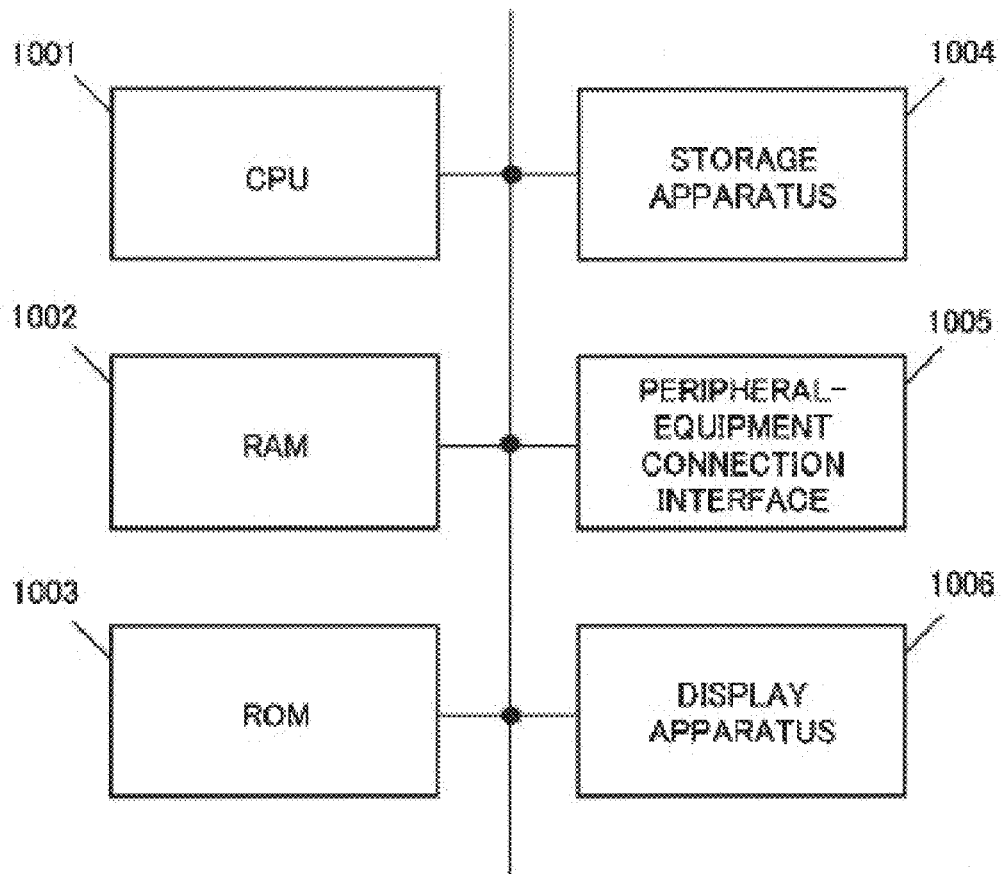 1001
CPU
1004
STORAGE
APPARATUS
1002
RAM
1005
PERIPHERAL-
EQUIPMENT
CONNECTION
INTERFACE
1003
ROM
1006
DISPLAY
APPARATUS